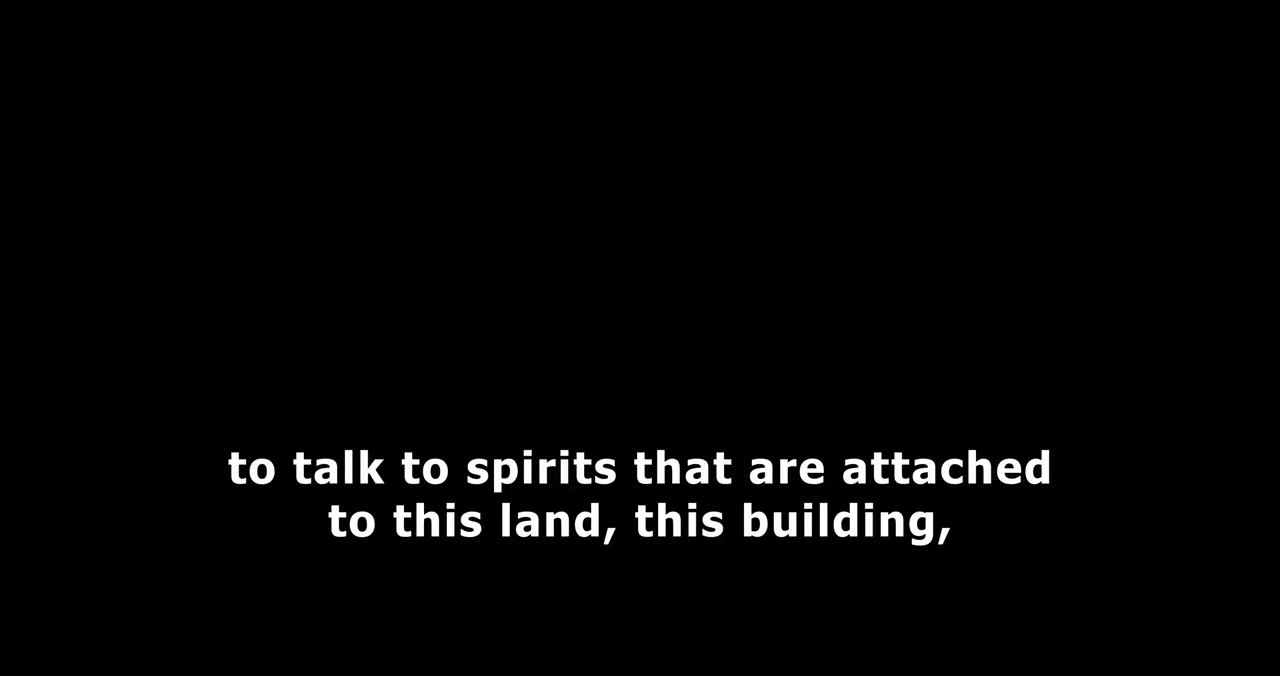 to talk to spirits that are attached
to this land, this building,